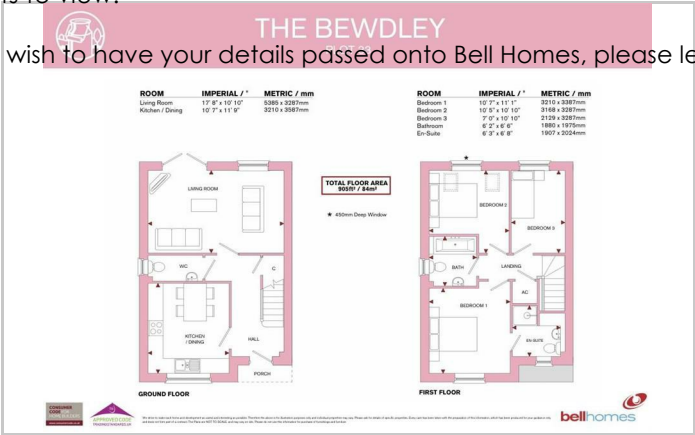 is to view.
THE BEWDLEY
wish to have your details passed onto Bell Homes, please le
ROOM IMPERIAL / ' METRIC / mm
Living Room 17' 8" x 10' 10" 5385 x 3287mm
Kitchen / Dining 10' 7" x 11' 9" 3210 x 3587mm
ROOM IMPERIAL / ' METRIC / mm
Bedroom 1 10' 7" x 11' 1" 3210 x 3387mm
Bedroom 2 10' 5" x 10' 10" 3168 x 3287mm
Bedroom 3 7' 0" x 10' 10" 2129 x 3287mm
Bathroom 6' 2" x 6' 6" 1880 x 1975mm
En-Suite 6' 3" x 6' 8" 1907 x 2024mm
TOTAL FLOOR AREA
905ft² / 84m²
★ 450mm Deep Window
LIVING ROOM
WC
C
KITCHEN
/ DINING
HALL
PORCH
GROUND FLOOR
★
BEDROOM 2
BEDROOM 3
BATH
LANDING
AC
BEDROOM 1
EN-SUITE
FIRST FLOOR
CONSUMER
CODE
bellhomes